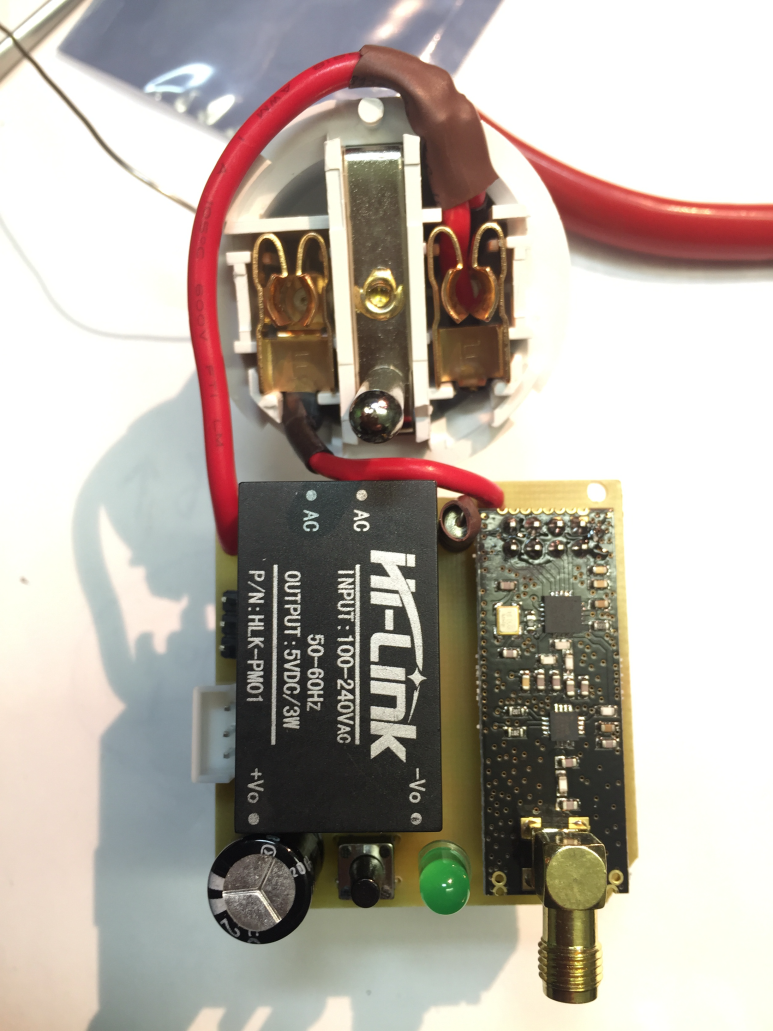 AC
AC
Hi-Link
INPUT:100-240VAC
50-60Hz
OUTPUT:5VDC/3W
P/N:HLK-PM01
-Vo
+Vo